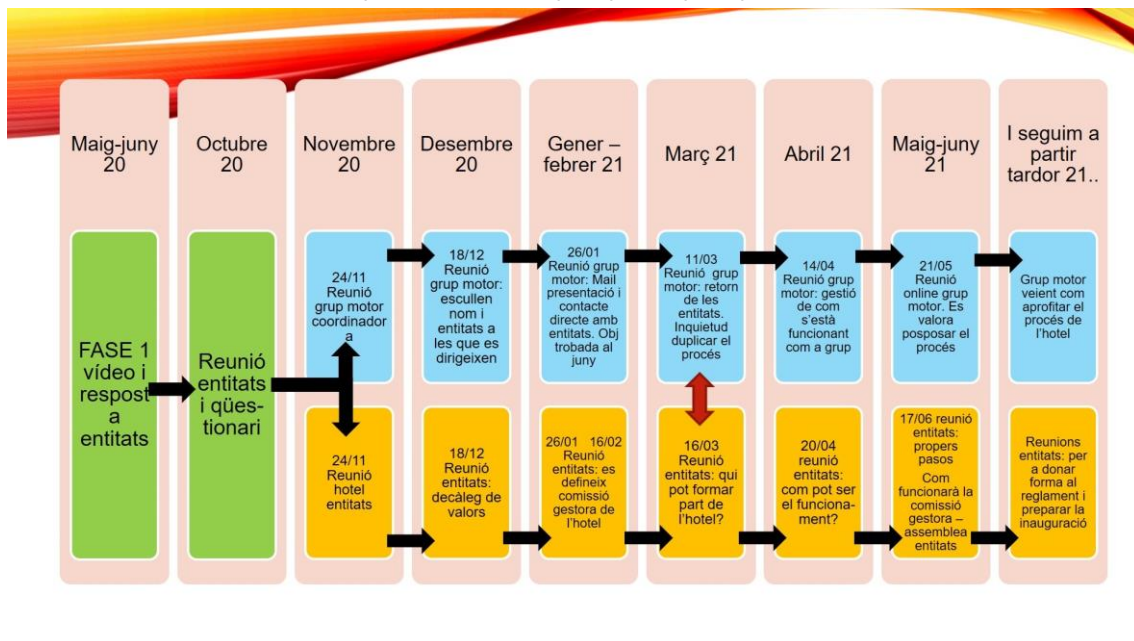 Maig-juny
20
Octubre
20
Novembre
20
Desembre
20
Gener –
febrer 21
Març 21
Abril 21
Maig-juny
21
I seguim a
partir
tardor 21..
FASE 1
vídeo i
respost
a
entitats
Reunió
entitats
i qües-
tionari
24/11
Reunió
grup motor
coordinador
a
18/12
Reunió
grup motor:
escullen
nom i
entitats a
les que es
dirigeixen
26/01
Reunió grup
motor: Mail
presentació i
contacte
directe amb
entitats. Obj
trobada al
juny
11/03
Reunió grup
motor: retorn
de les
entitats.
Inquietud
duplicar el
procés
14/04
Reunió grup
motor: gestió
de com
s’està
funcionant
com a grup
21/05
Reunió
online grup
motor. Es
valora
posposar el
procés
Grup motor
veient com
aprofitar el
procés de
l’hotel
24/11
Reunió
hotel
entitats
18/12
Reunió
entitats:
decàleg de
valors
26/01 16/02
Reunió
entitats: es
defineix
comissió
gestora de
l’hotel
16/03
Reunió
entitats: qui
pot formar
part de
l’hotel?
20/04
reunió
entitats:
com pot ser
el funciona-
ment?
17/06 reunió
entitats:
propers
pasos
Com
funcionarà la
comissió
gestora –
assemblea
entitats
Reunions
entitats: per
a donar
forma al
reglament i
preparar la
inauguració